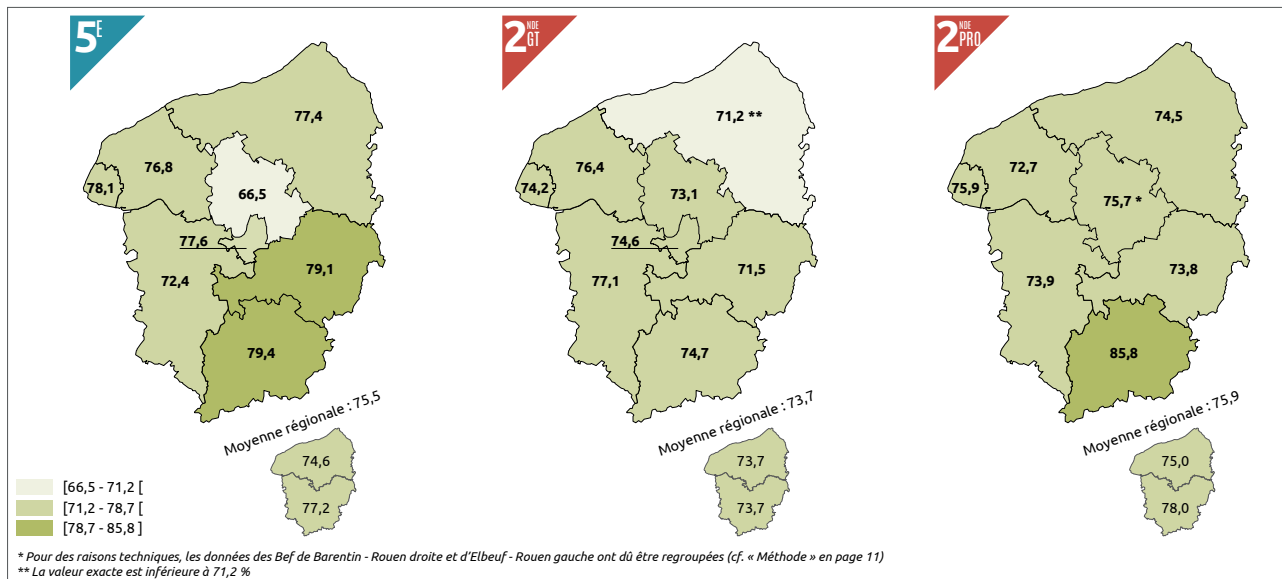 5E
77,4
76,8
78,1
66,5
77,6
79,1
72,4
79,4
Moyenne régionale : 75,5
74,6
77,2
2NDE GT
71,2 **
76,4
74,2
73,1
74,6
71,5
77,1
74,7
Moyenne régionale : 73,7
73,7
73,7
2NDE PRO
74,5
72,7
75,9
75,7 *
73,8
73,9
85,8
Moyenne régionale : 75,9
75,0
78,0
[66,5 - 71,2 [
[71,2 - 78,7 [
[78,7 - 85,8 ]
* Pour des raisons techniques, les données des Bef de Barentin - Rouen droite et d'Elbeuf - Rouen gauche ont dû être regroupées (cf. « Méthode » en page 11)
** La valeur exacte est inférieure à 71,2 %